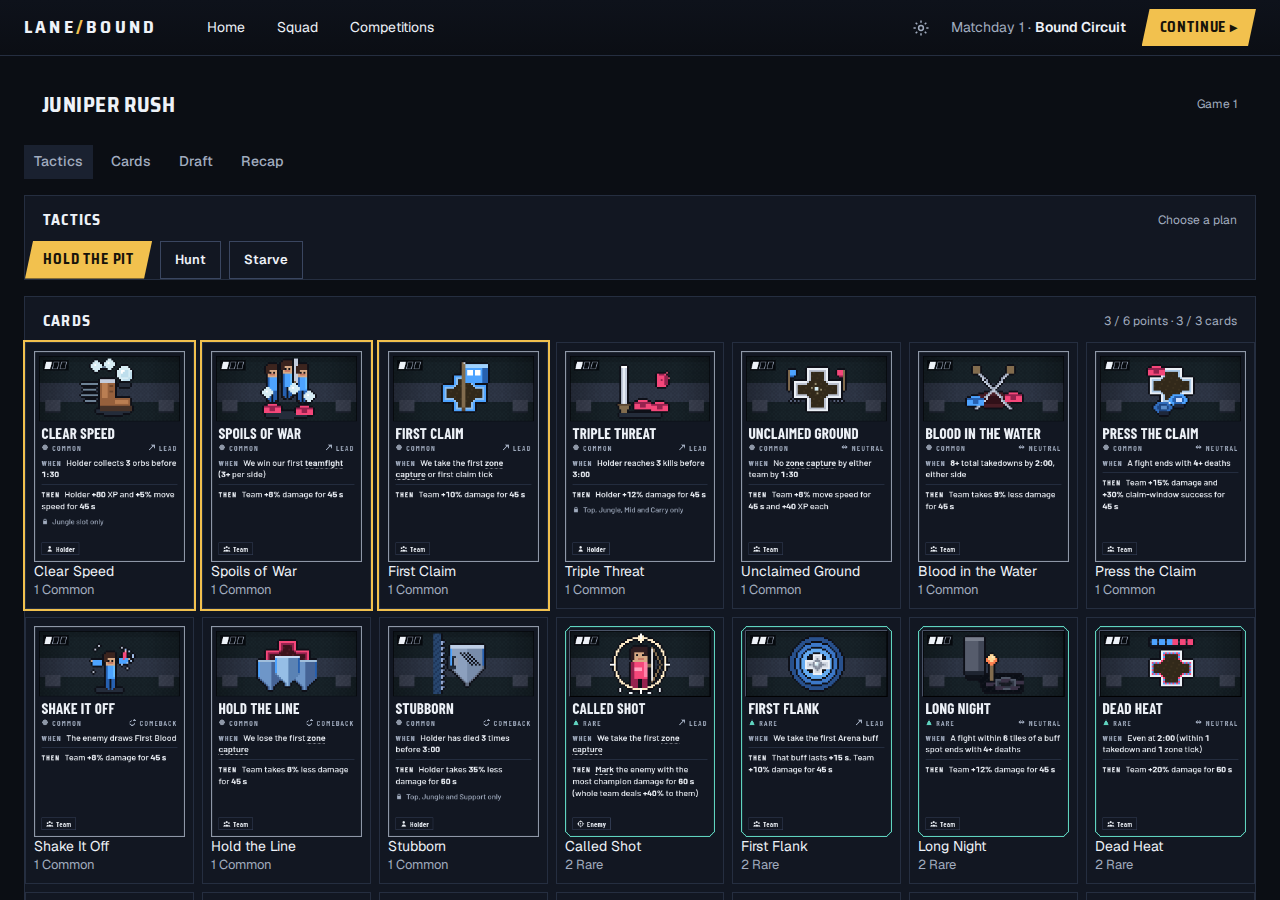 LANE/BOUND
Home
Squad
Competitions
Matchday 1 · Bound Circuit
CONTINUE ▸
JUNIPER RUSH
Game 1
Tactics
Cards
Draft
Recap
TACTICS
Choose a plan
HOLD THE PIT
Hunt
Starve
CARDS
3 / 6 points · 3 / 3 cards
CLEAR SPEED
COMMON
LEAD
WHEN Holder collects 3 orbs before
1:30
THEN Holder +80 XP and +5% move
speed for 45 s
Jungle slot only
Holder
Clear Speed
1 Common
SPOILS OF WAR
COMMON
LEAD
WHEN We win our first teamfight
(3+ per side)
THEN Team +8% damage for 45 s
Team
Spoils of War
1 Common
FIRST CLAIM
COMMON
LEAD
WHEN We take the first zone
capture or first claim tick
THEN Team +10% damage for 45 s
Team
First Claim
1 Common
TRIPLE THREAT
COMMON
LEAD
WHEN Holder reaches 3 kills before
3:00
THEN Holder +12% damage for 45 s
Top, Jungle, Mid and Carry only
Holder
Triple Threat
1 Common
UNCLAIMED GROUND
COMMON
NEUTRAL
WHEN No zone capture by either
team by 1:30
THEN Team +8% move speed for
45 s and +40 XP each
Team
Unclaimed Ground
1 Common
BLOOD IN THE WATER
COMMON
NEUTRAL
WHEN 8+ total takedowns by 2:00,
either side
THEN Team takes 9% less damage
for 45 s
Team
Blood in the Water
1 Common
PRESS THE CLAIM
COMMON
NEUTRAL
WHEN A fight ends with 4+ deaths
THEN Team +15% damage and
+30% claim-window success for
45 s
Team
Press the Claim
1 Common
SHAKE IT OFF
COMMON
COMEBACK
WHEN The enemy draws First Blood
THEN Team +8% damage for 45 s
Team
Shake It Off
1 Common
HOLD THE LINE
COMMON
COMEBACK
WHEN We lose the first zone
capture
THEN Team takes 8% less damage
for 45 s
Team
Hold the Line
1 Common
STUBBORN
COMMON
COMEBACK
WHEN Holder has died 3 times
before 3:00
THEN Holder takes 35% less
damage for 60 s
Top, Jungle and Support only
Holder
Stubborn
1 Common
CALLED SHOT
RARE
LEAD
WHEN We take the first zone
capture
THEN Mark the enemy with the
most champion damage for 60 s
(whole team deals +40% to them)
Enemy
Called Shot
2 Rare
FIRST FLANK
RARE
LEAD
WHEN We take the first Arena buff
THEN That buff lasts +15 s. Team
+10% damage for 45 s
Team
First Flank
2 Rare
LONG NIGHT
RARE
NEUTRAL
WHEN A fight within 6 tiles of a buff
spot ends with 4+ deaths
THEN Team +12% damage for 45 s
Team
Long Night
2 Rare
DEAD HEAT
RARE
NEUTRAL
WHEN Even at 2:00 (within 1
takedown and 1 zone tick)
THEN Team +20% damage for 60 s
Team
Dead Heat
2 Rare